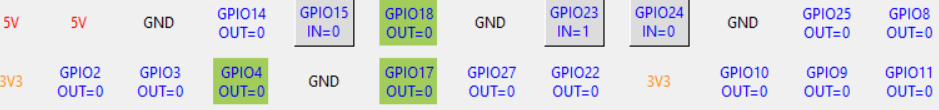 5V 5V GND GPIO14 GPIO15 GPIO18 GND GPIO23 GPIO24 GND GPIO25 GPIO8
OUT=0 IN=0 OUT=0 IN=1 IN=0 OUT=0 OUT=0
3V3 GPIO2 GPIO3 GPIO4 GND GPIO17 GPIO27 GPIO22 3V3 GPIO10 GPIO9 GPIO11
OUT=0 OUT=0 OUT=0 OUT=0 OUT=0 OUT=0 OUT=0 OUT=0 OUT=0